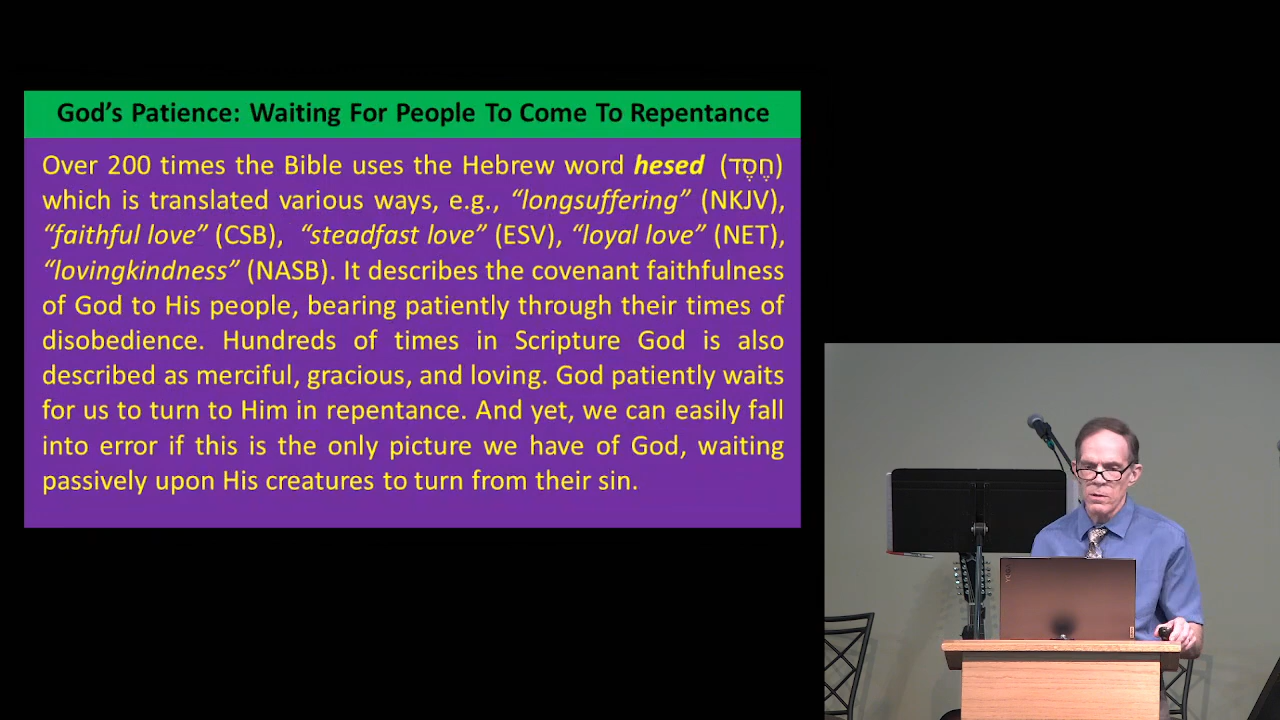 God’s Patience: Waiting For People To Come To Repentance
Over 200 times the Bible uses the Hebrew word hesed (חֶסֶד)
which is translated various ways, e.g., “longsuffering” (NKJV),
“faithful love” (CSB), “steadfast love” (ESV), “loyal love” (NET),
“lovingkindness” (NASB). It describes the covenant faithfulness
of God to His people, bearing patiently through their times of
disobedience. Hundreds of times in Scripture God is also
described as merciful, gracious, and loving. God patiently waits
for us to turn to Him in repentance. And yet, we can easily fall
into error if this is the only picture we have of God, waiting
passively upon His creatures to turn from their sin.